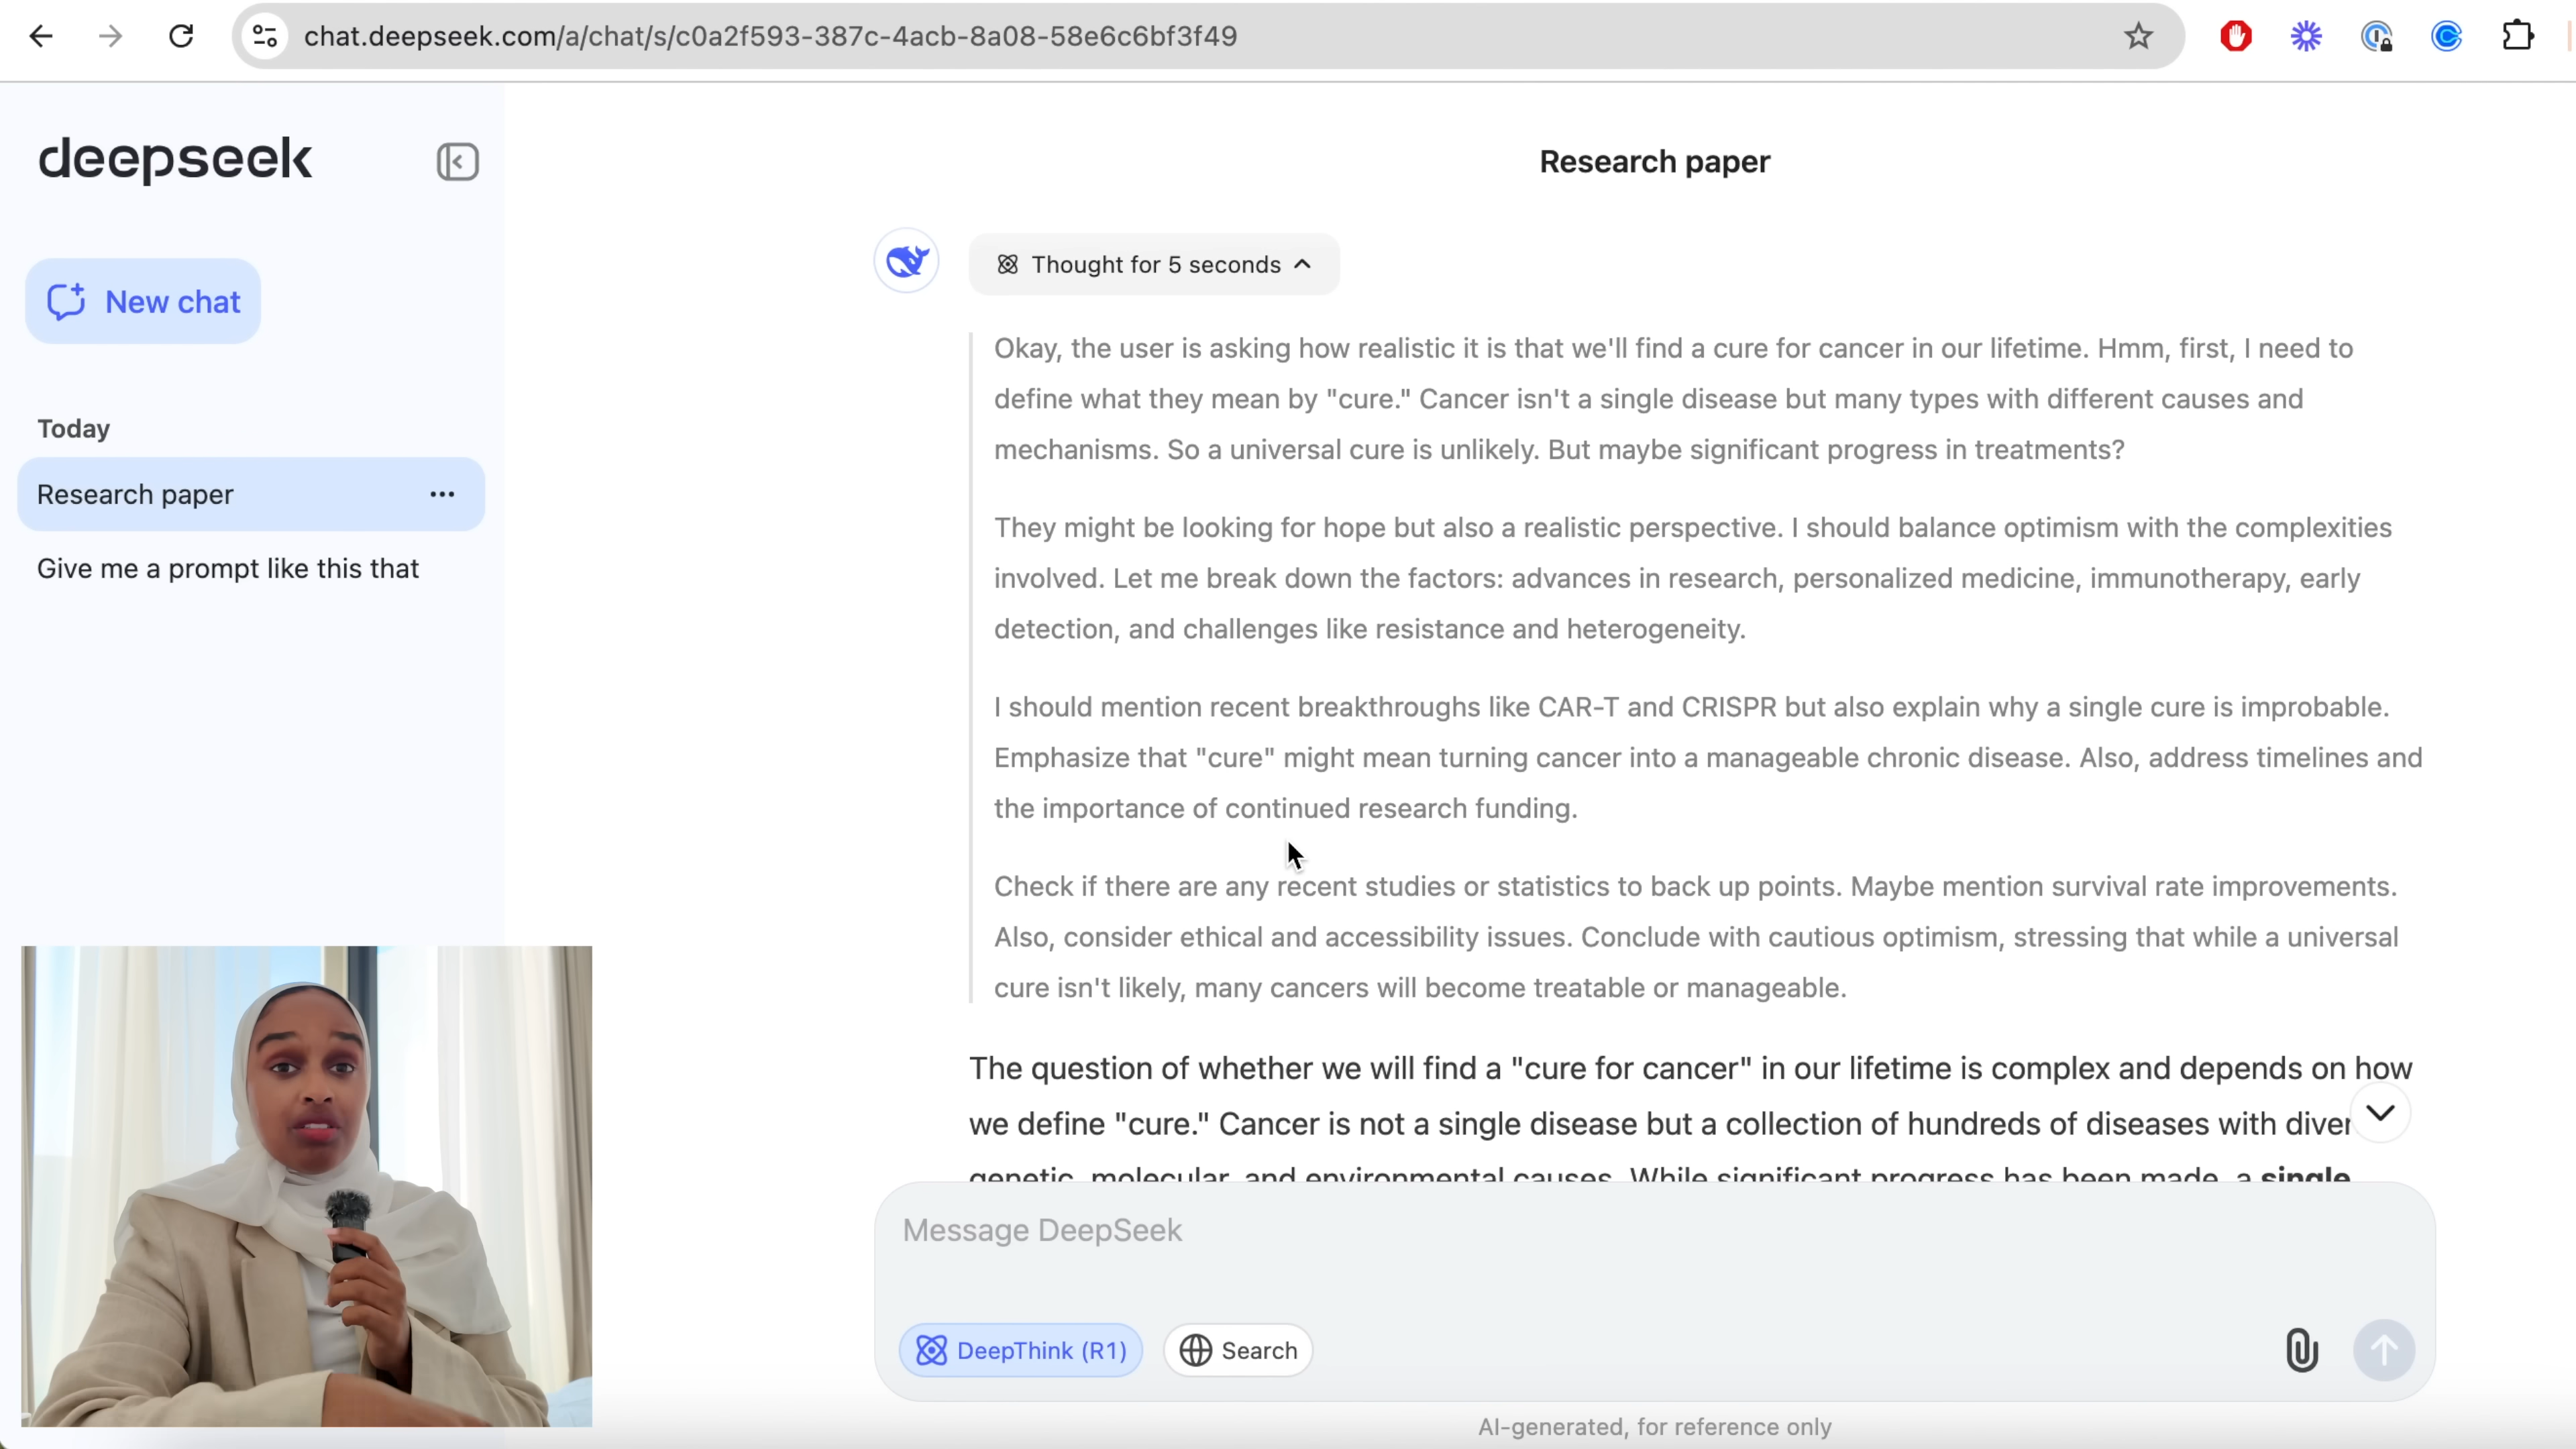 chat.deepseek.com/a/chat/s/c0a2f593-387c-4acb-8a08-58e6c6bf3f49
deepseek
New chat
Today
Research paper
Give me a prompt like this that
Research paper
Thought for 5 seconds
Okay, the user is asking how realistic it is that we'll find a cure for cancer in our lifetime. Hmm, first, I need to
define what they mean by "cure." Cancer isn't a single disease but many types with different causes and
mechanisms. So a universal cure is unlikely. But maybe significant progress in treatments?
They might be looking for hope but also a realistic perspective. I should balance optimism with the complexities
involved. Let me break down the factors: advances in research, personalized medicine, immunotherapy, early
detection, and challenges like resistance and heterogeneity.
I should mention recent breakthroughs like CAR-T and CRISPR but also explain why a single cure is improbable.
Emphasize that "cure" might mean turning cancer into a manageable chronic disease. Also, address timelines and
the importance of continued research funding.
Check if there are any recent studies or statistics to back up points. Maybe mention survival rate improvements.
Also, consider ethical and accessibility issues. Conclude with cautious optimism, stressing that while a universal
cure isn't likely, many cancers will become treatable or manageable.
The question of whether we will find a "cure for cancer" in our lifetime is complex and depends on how
we define "cure." Cancer is not a single disease but a collection of hundreds of diseases with diver
genetic, molecular, and environmental causes. While significant progress has been made, a single
Message DeepSeek
DeepThink (R1)
Search
AI-generated, for reference only